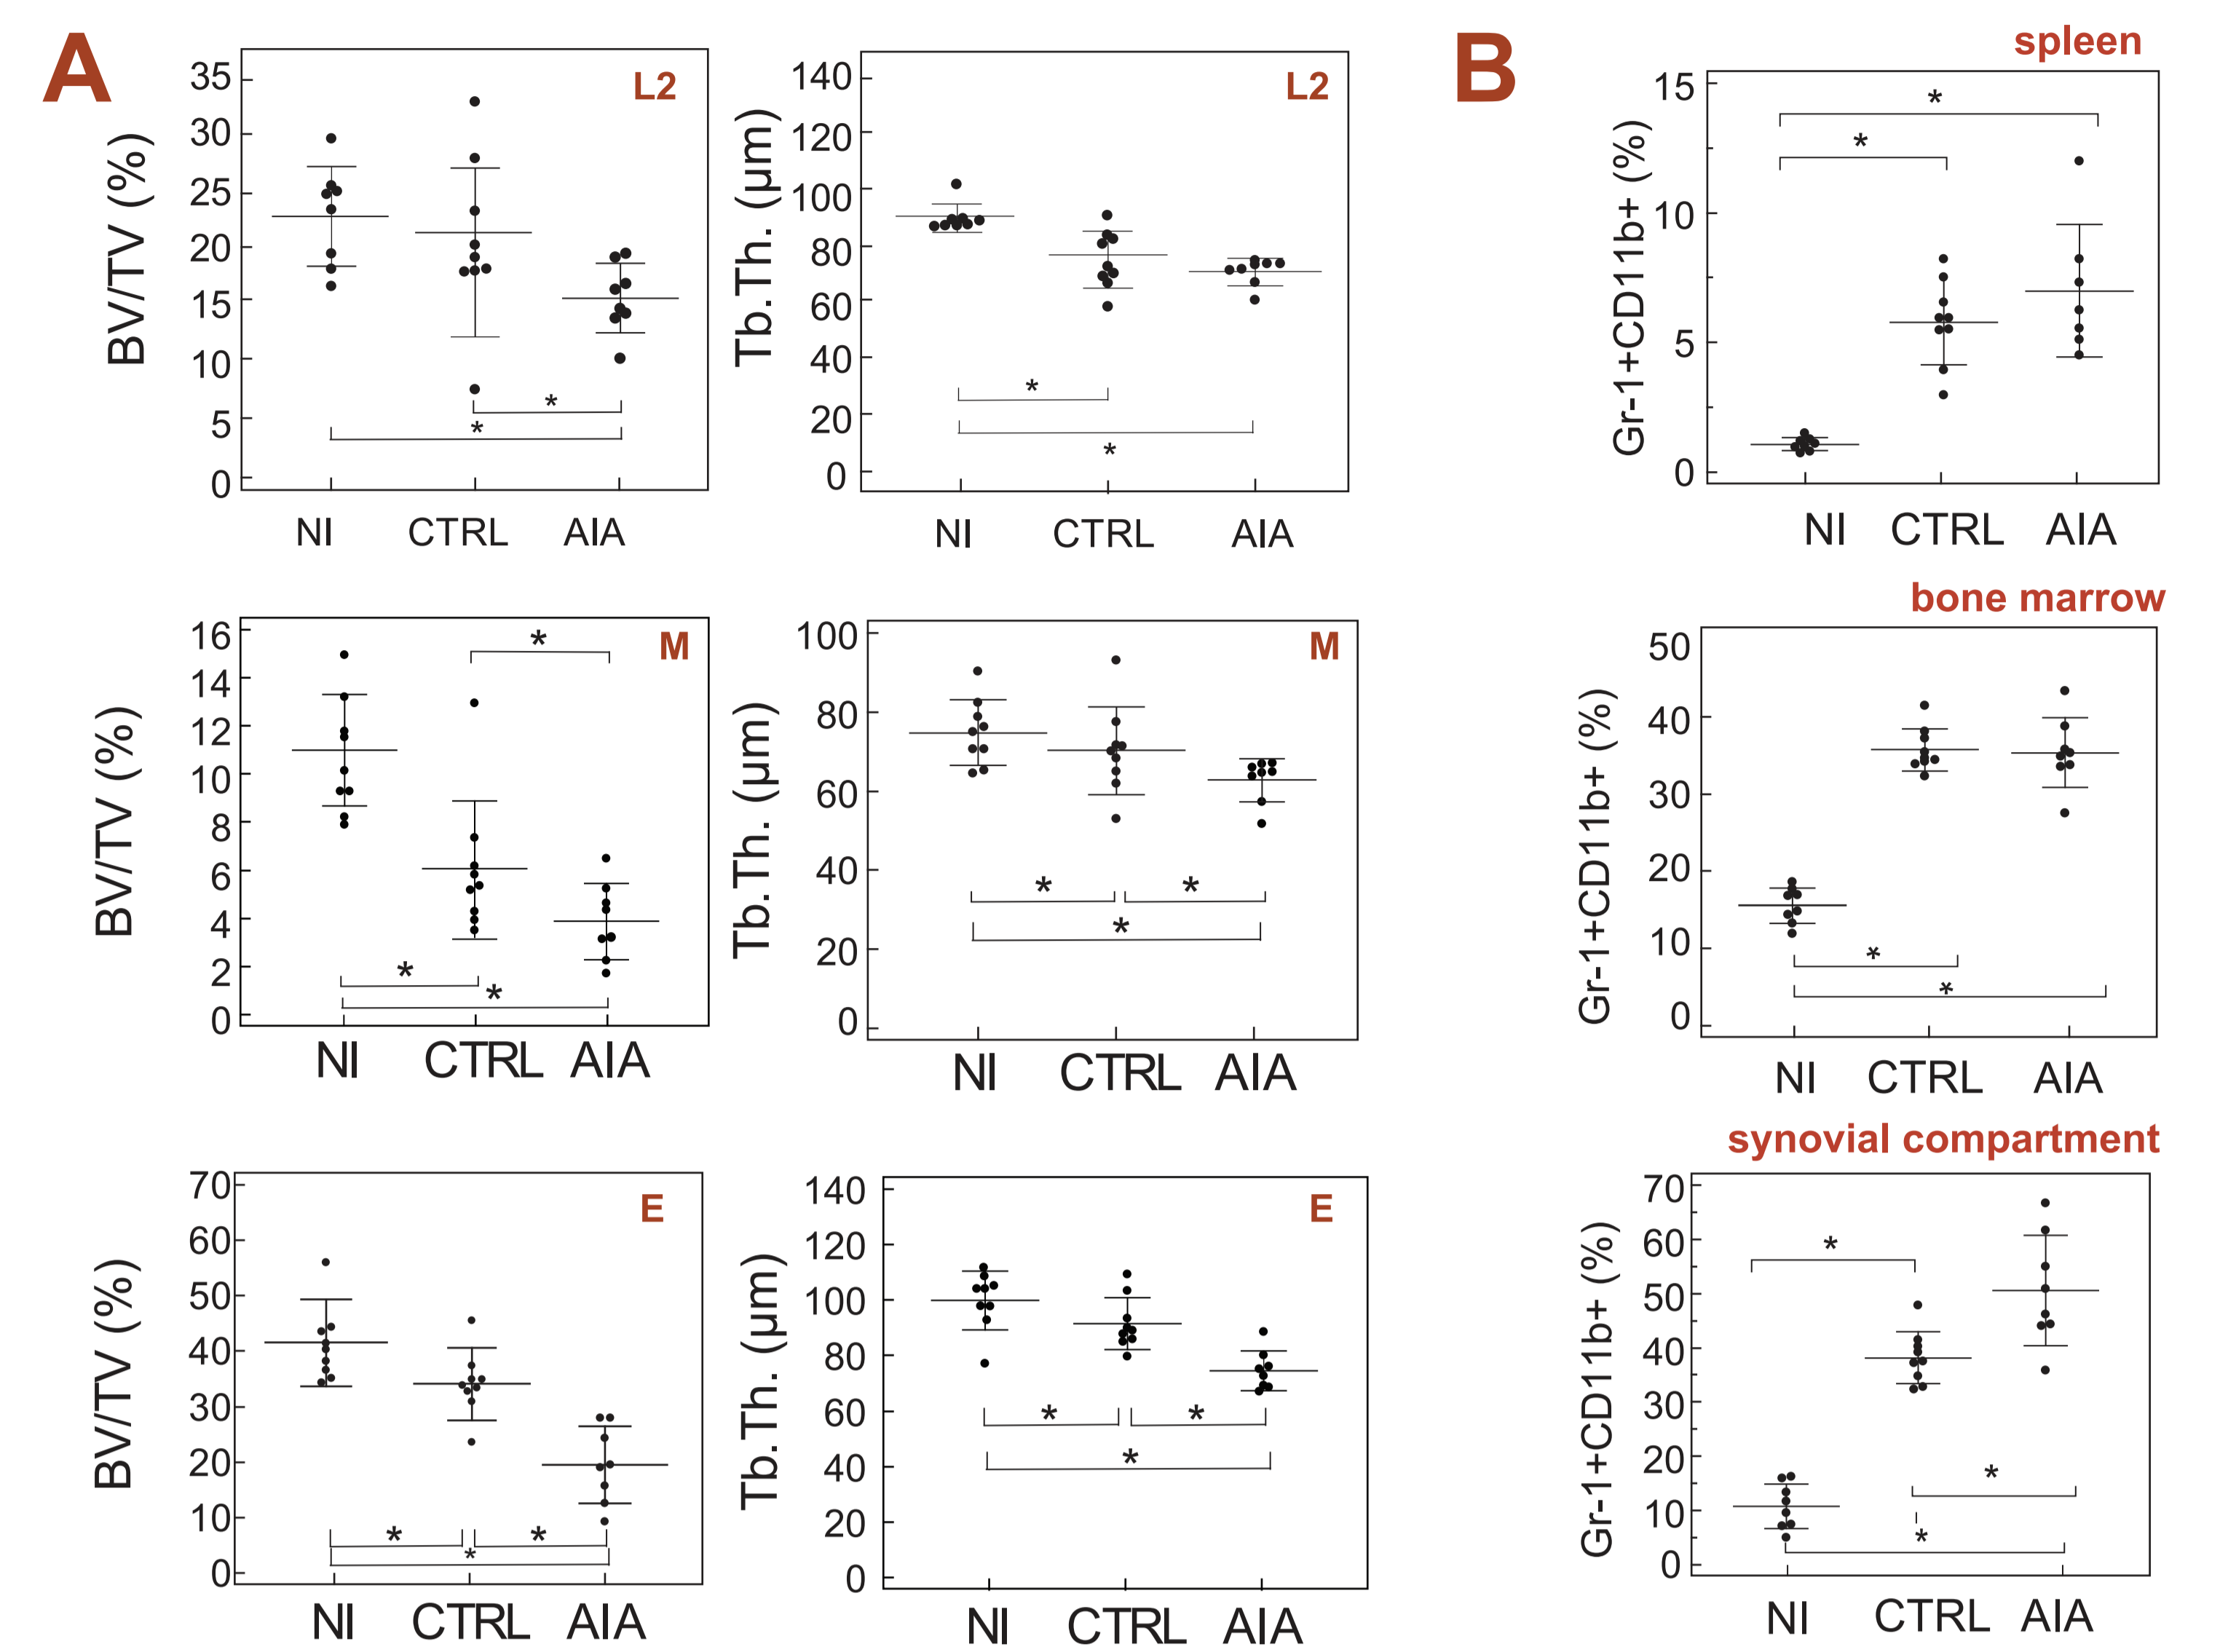 A
B
BV/TV (%)
35
30
25
20
15
10
5
0
L2
*
*
NI CTRL AIA
Tb.Th. (µm)
140
120
100
80
60
40
20
0
L2
*
*
NI CTRL AIA
spleen
Gr-1+CD11b+ (%)
15
10
5
0
*
*
NI CTRL AIA
BV/TV (%)
16
14
12
10
8
6
4
2
0
M
*
*
*
NI CTRL AIA
Tb.Th. (µm)
100
80
60
40
20
0
M
* *
*
NI CTRL AIA
bone marrow
Gr-1+CD11b+ (%)
50
40
30
20
10
0
*
*
NI CTRL AIA
BV/TV (%)
70
60
50
40
30
20
10
0
E
* *
*
NI CTRL AIA
Tb.Th. (µm)
140
120
100
80
60
40
20
0
E
* *
*
NI CTRL AIA
synovial compartment
Gr-1+CD11b+ (%)
70
60
50
40
30
20
10
0
*
*
*
NI CTRL AIA